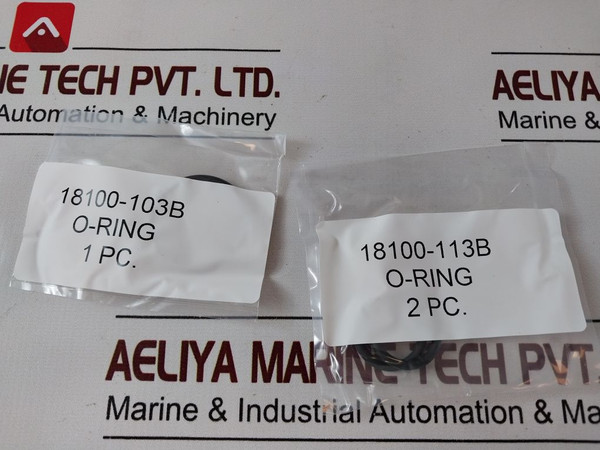 NE TECH PVT. LTD.
Automation & Machinery
AELIYA
Marine &
18100-103B
O-RING
1 PC.
18100-113B
O-RING
2 PC.
AELIYA MARINE TECH PVT.
Marine & Industrial Automation & Ma